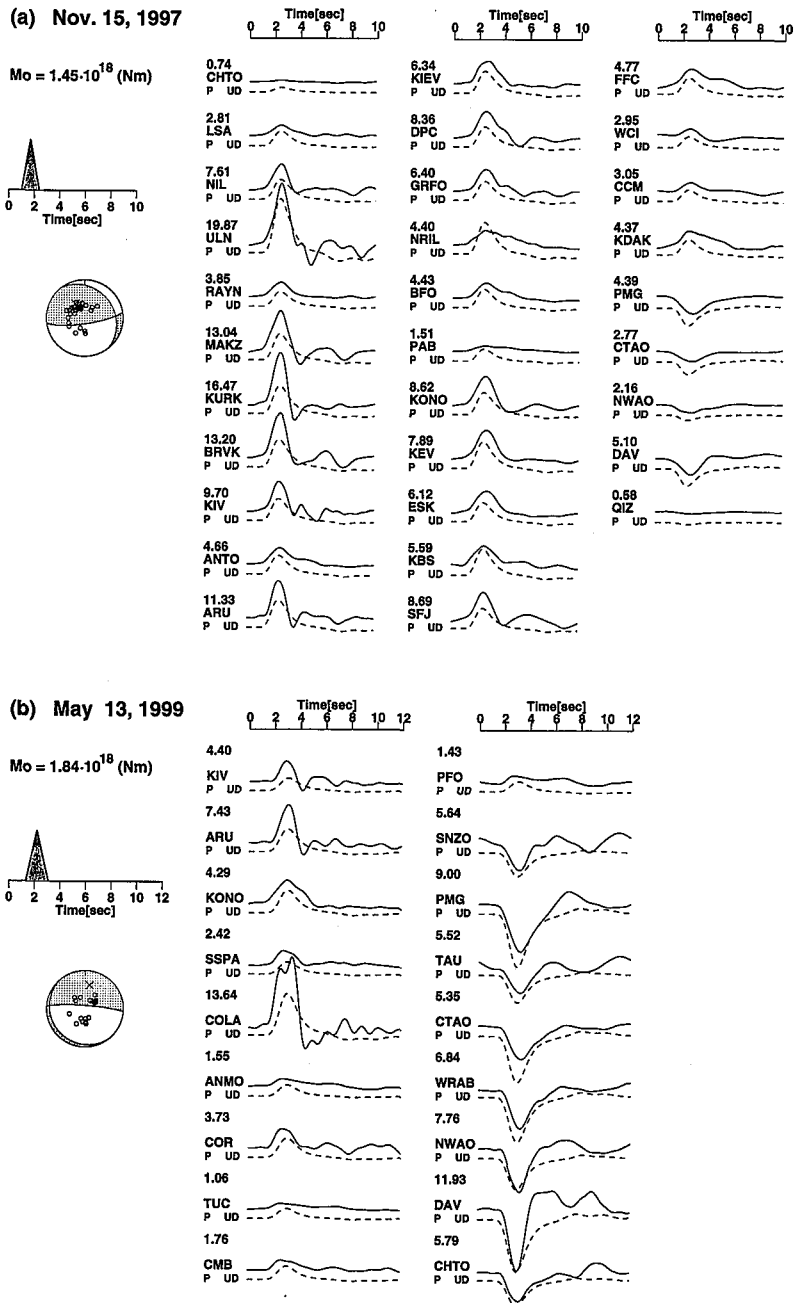 (a) Nov. 15, 1997
Mo = 1.45·10^18 (Nm)
0 2 4 6 8 10
Time[sec]
Time[sec]
0 2 4 6 8 10
0.74
CHTO
P UD
2.81
LSA
P UD
7.61
NIL
P UD
19.87
ULN
P UD
3.85
RAYN
P UD
13.04
MAKZ
P UD
16.47
KURK
P UD
13.20
BRVK
P UD
9.70
KIV
P UD
4.66
ANTO
P UD
11.33
ARU
P UD
Time[sec]
0 2 4 6 8 10
6.34
KIEV
P UD
8.36
DPC
P UD
6.40
GRFO
P UD
4.40
NRIL
P UD
4.43
BFO
P UD
1.51
PAB
P UD
8.62
KONO
P UD
7.89
KEV
P UD
6.12
ESK
P UD
5.59
KBS
P UD
8.69
SFJ
P UD
Time[sec]
0 2 4 6 8 10
4.77
FFC
P UD
2.95
WCI
P UD
3.05
CCM
P UD
4.37
KDAK
P UD
4.39
PMG
P UD
2.77
CTAO
P UD
2.16
NWAO
P UD
5.10
DAV
P UD
0.58
QIZ
P UD
(b) May 13, 1999
Mo = 1.84·10^18 (Nm)
0 2 4 6 8 10 12
Time[sec]
Time[sec]
0 2 4 6 8 10 12
4.40
KIV
P UD
7.43
ARU
P UD
4.29
KONO
P UD
2.42
SSPA
P UD
13.64
COLA
P UD
1.55
ANMO
P UD
3.73
COR
P UD
1.06
TUC
P UD
1.76
CMB
P UD
Time[sec]
0 2 4 6 8 10 12
1.43
PFO
P UD
5.64
SNZO
P UD
9.00
PMG
P UD
5.52
TAU
P UD
5.35
CTAO
P UD
6.84
WRAB
P UD
7.76
NWAO
P UD
11.93
DAV
P UD
5.79
CHTO
P UD